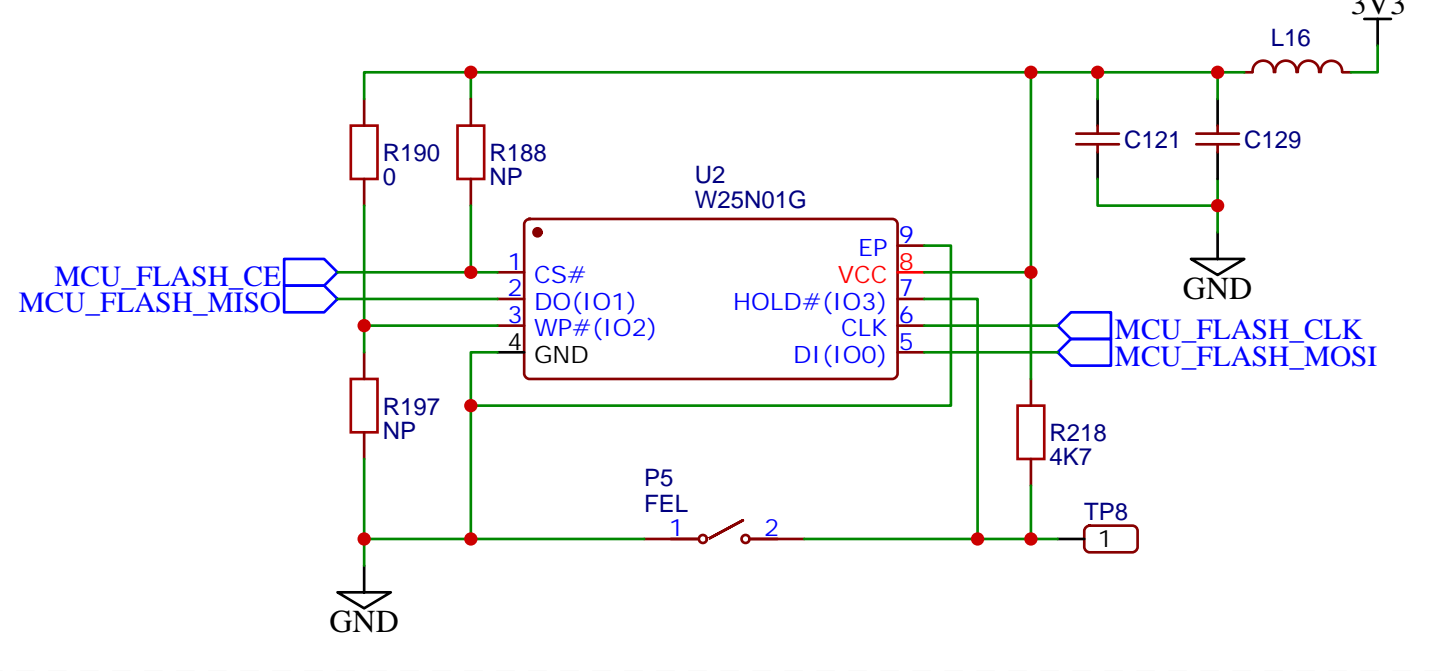 3V3
L16
R190
0
R188
NP
C121
C129
U2
W25N01G
GND
MCU_FLASH_CE
MCU_FLASH_MISO
1
CS#
2
DO(IO1)
3
WP#(IO2)
4
GND
EP
9
VCC
8
HOLD#(IO3)
7
CLK
6
DI(IO0)
5
MCU_FLASH_CLK
MCU_FLASH_MOSI
R197
NP
R218
4K7
P5
FEL
1
2
TP8
1
GND